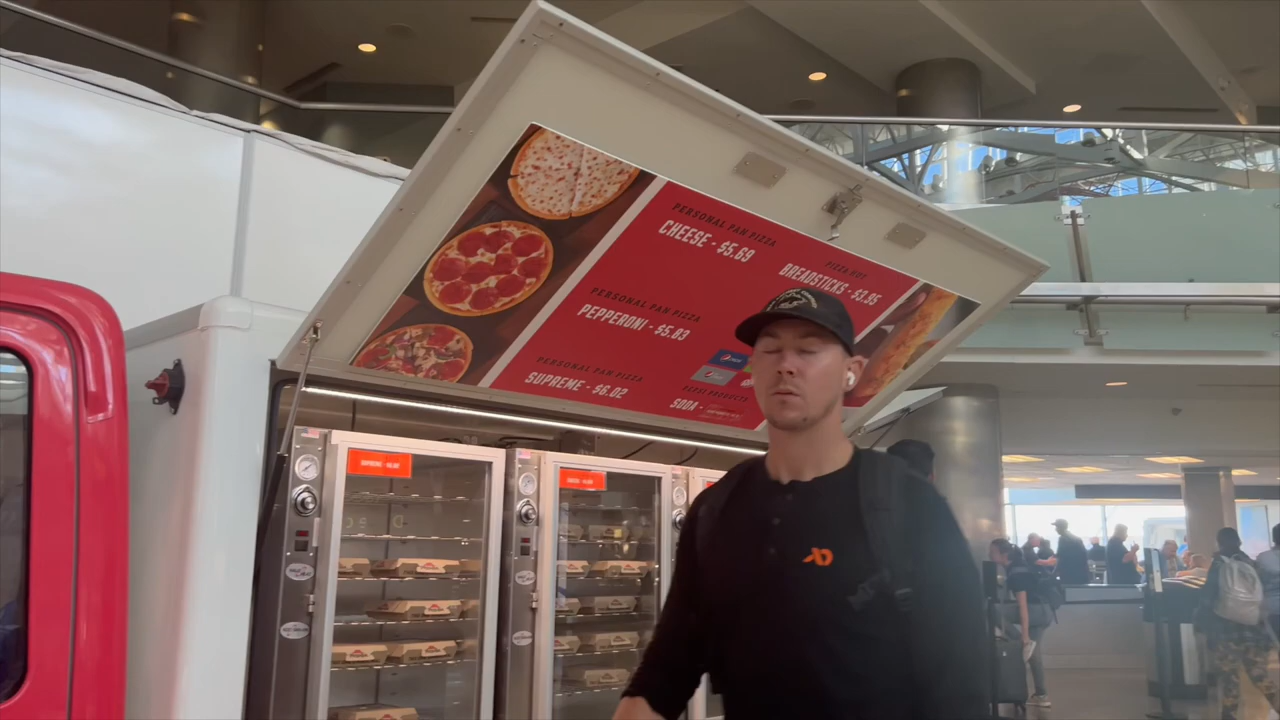 PERSONAL PAN PIZZA
CHEESE - $5.69
PIZZA HUT
BREADSTICKS - $3.95
PERSONAL PAN PIZZA
PEPPERONI - $5.83
PERSONAL PAN PIZZA
SUPREME - $6.02
PEPSI PRODUCTS
SODA -